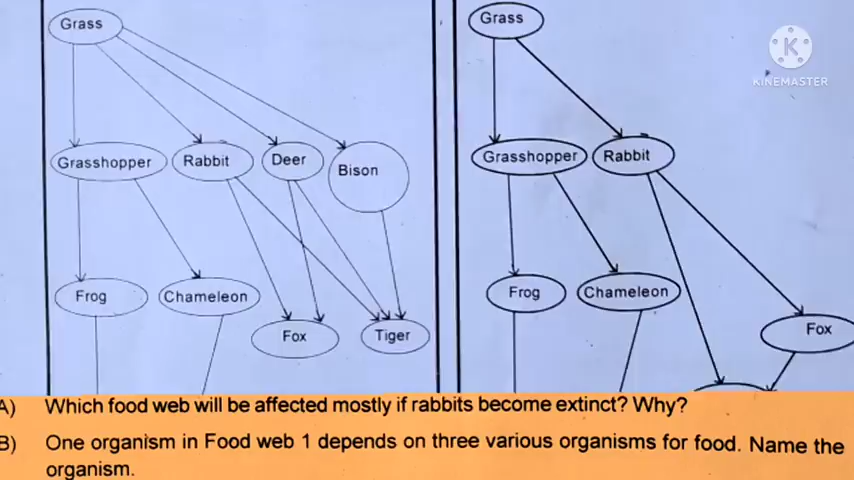 Grass
Grasshopper Rabbit Deer Bison
Frog Chameleon
Fox Tiger
Grass
Grasshopper Rabbit
Frog Chameleon
Fox
K
KINEMASTER
A) Which food web will be affected mostly if rabbits become extinct? Why?
B) One organism in Food web 1 depends on three various organisms for food. Name the
organism.